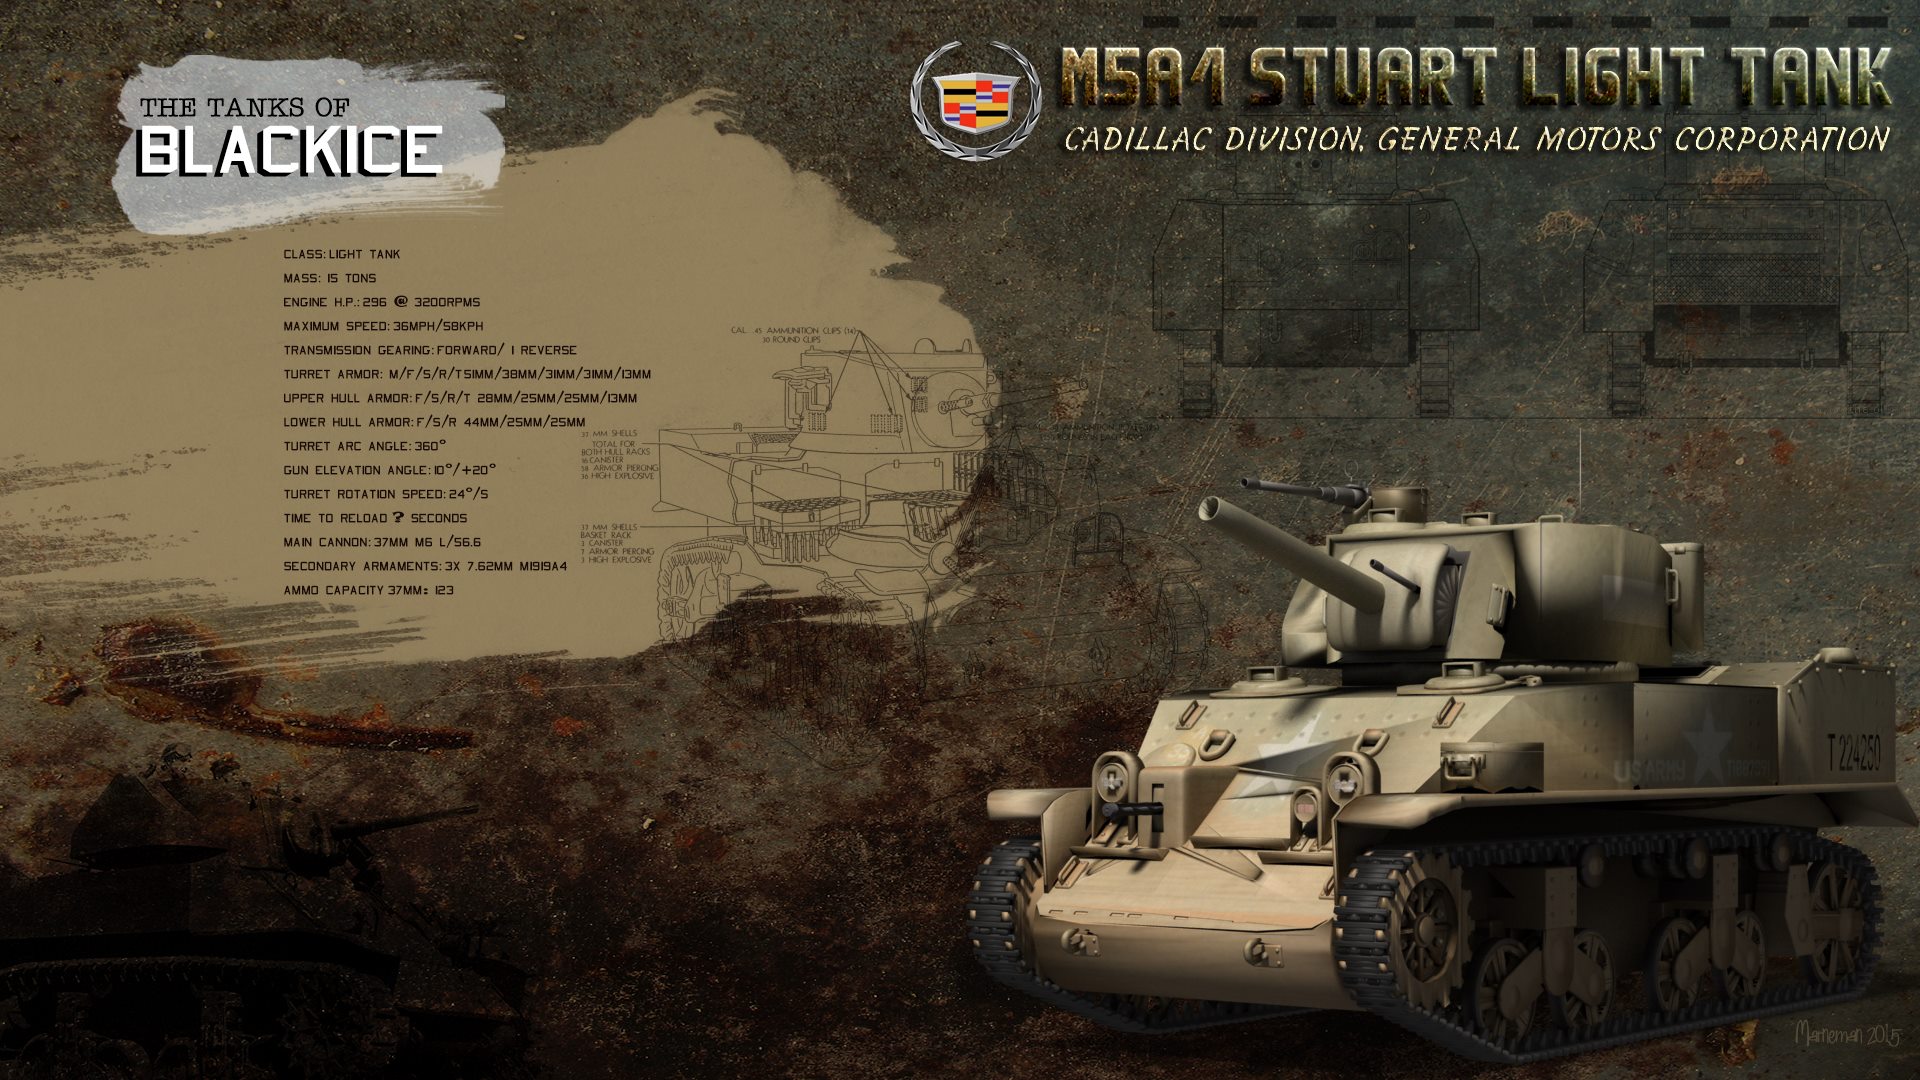 THE TANKS OF
BLACKICE
M5A1 STUART LIGHT TANK
CADILLAC DIVISION, GENERAL MOTORS CORPORATION
CLASS: LIGHT TANK
MASS: 15 TONS
ENGINE H.P.: 296 @ 3200RPMS
MAXIMUM SPEED: 36MPH/58KPH
TRANSMISSION GEARING: FORWARD/ 1 REVERSE
TURRET ARMOR: M/F/S/R/T 51MM/38MM/31MM/31MM/13MM
UPPER HULL ARMOR: F/S/R/T 28MM/25MM/25MM/13MM
LOWER HULL ARMOR: F/S/R 44MM/25MM/25MM
TURRET ARC ANGLE: 360°
GUN ELEVATION ANGLE: 10°/+20°
TURRET ROTATION SPEED: 24°/S
TIME TO RELOAD ? SECONDS
MAIN CANNON: 37MM M6 L/56.6
SECONDARY ARMAMENTS: 3X 7.62MM M1919A4
AMMO CAPACITY 37MM: 123
CAL .45 AMMUNITION CLIPS (14)
30 ROUND CLIPS
37 MM SHELLS
TOTAL FOR
BOTH HULL RACKS
16 CANISTER
58 ARMOR PIERCING
36 HIGH EXPLOSIVE
37 MM SHELLS
BASKET RACK
3 CANISTER
7 ARMOR PIERCING
3 HIGH EXPLOSIVE
T 224250
US ARMY
Marneman 2015